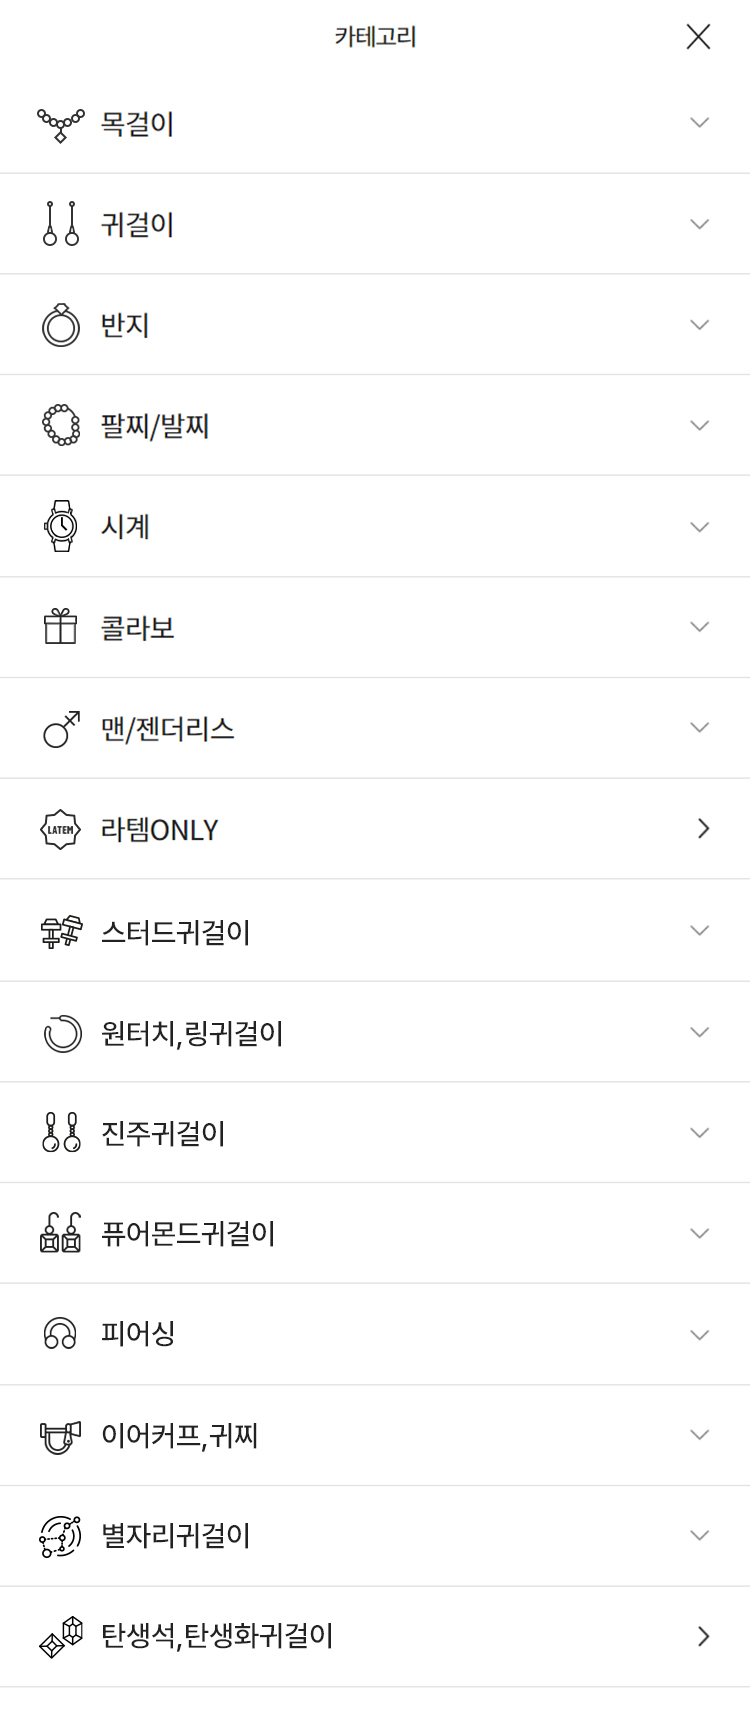 카테고리
목걸이
귀걸이
반지
팔찌/발찌
시계
콜라보
맨/젠더리스
LATEM
라템ONLY
스터드귀걸이
원터치,링귀걸이
진주귀걸이
퓨어몬드귀걸이
피어싱
이어커프,귀찌
별자리귀걸이
탄생석,탄생화귀걸이